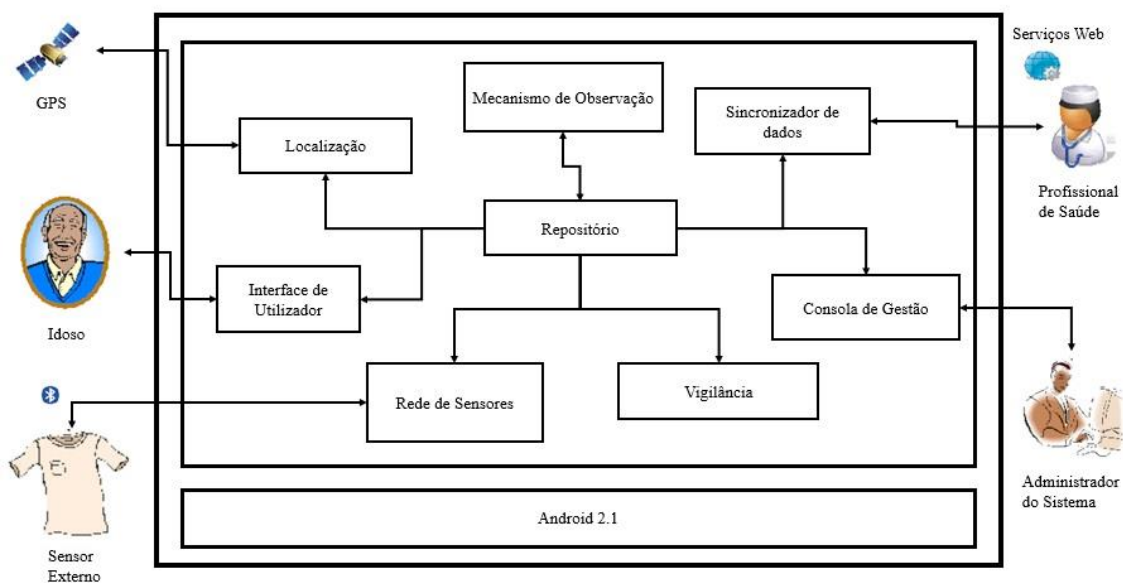 Serviços Web
GPS
Mecanismo de Observação
Sincronizador de
dados
Localização
Profissional
de Saúde
Repositório
Interface de
Utilizador
Consola de Gestão
Idoso
Rede de Sensores
Vigilância
Administrador
do Sistema
Android 2.1
Sensor
Externo